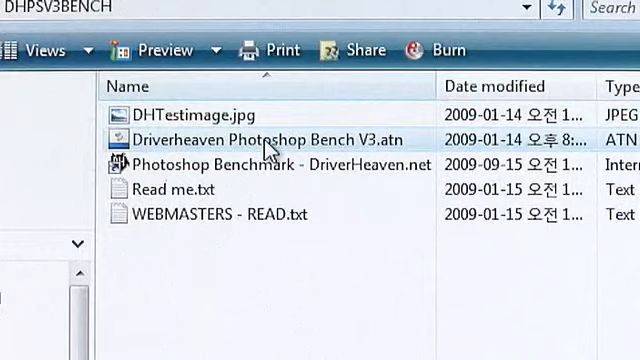 DHPSV3BENCH
Search
Views Preview Print Share Burn
Name Date modified Type
DHTestimage.jpg 2009-01-14 오전 1... JPEG
Driverheaven Photoshop Bench V3.atn 2009-01-14 오후 8:... ATN
Photoshop Benchmark - DriverHeaven.net 2009-09-15 오전 1... Inter
Read me.txt 2009-01-15 오전 1... Text
WEBMASTERS - READ.txt 2009-01-15 오전 1... Text